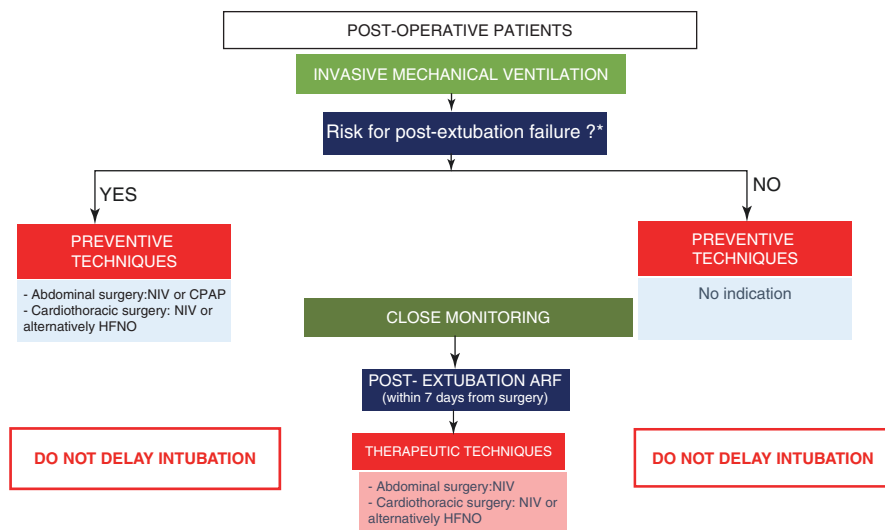 POST-OPERATIVE PATIENTS
INVASIVE MECHANICAL VENTILATION
Risk for post-extubation failure ?*
YES
NO
PREVENTIVE
TECHNIQUES
- Abdominal surgery:NIV or CPAP
- Cardiothoracic surgery: NIV or
alternatively HFNO
PREVENTIVE
TECHNIQUES
No indication
CLOSE MONITORING
POST- EXTUBATION ARF
(within 7 days from surgery)
DO NOT DELAY INTUBATION
THERAPEUTIC TECHNIQUES
- Abdominal surgery:NIV
- Cardiothoracic surgery: NIV or
alternatively HFNO
DO NOT DELAY INTUBATION